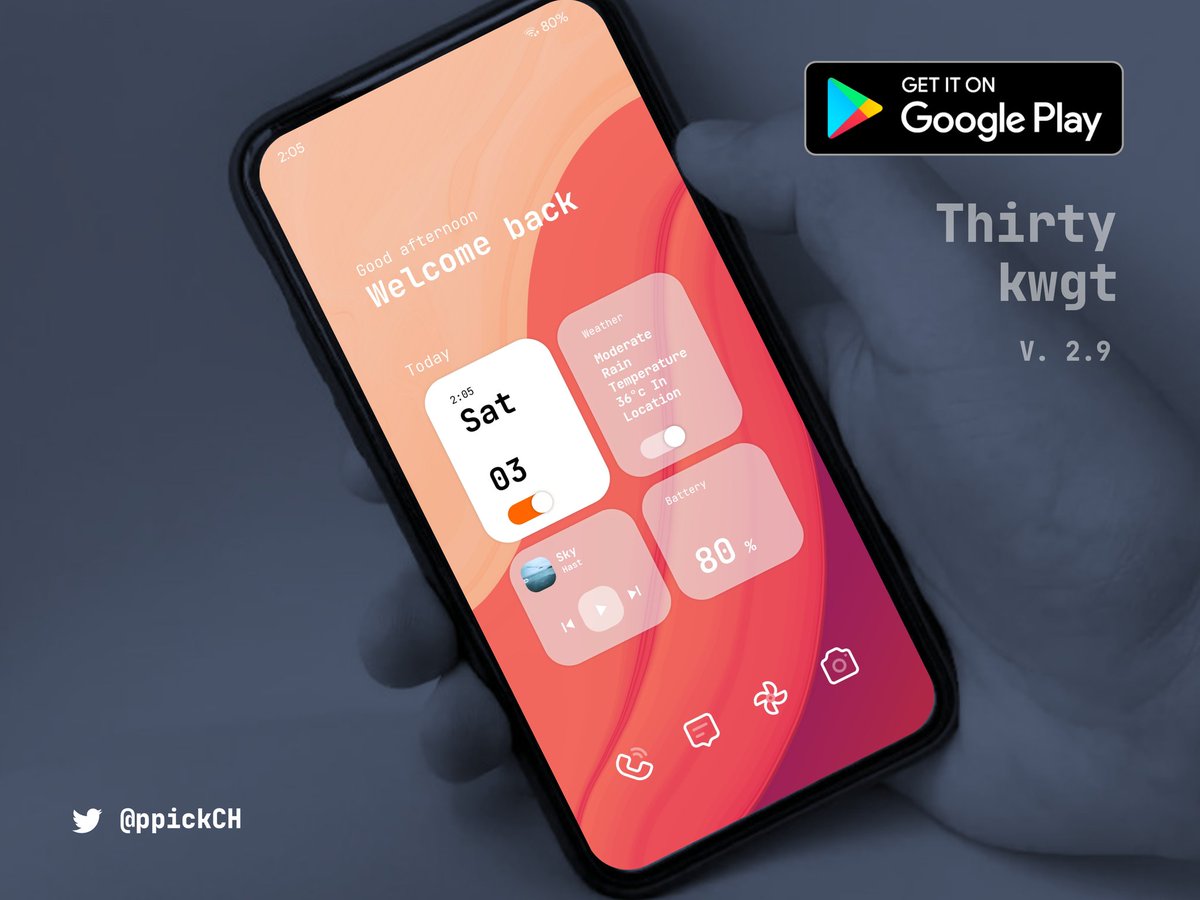 80%
2:05
GET IT ON
Google Play
Thirty
kwgt
V. 2.9
Good afternoon
Welcome back
Today
2:05
Sat
03
Weather
Moderate
Rain
Temperature
36°c In
Location
Sky
Hast
Battery
80 %
@ppickCH